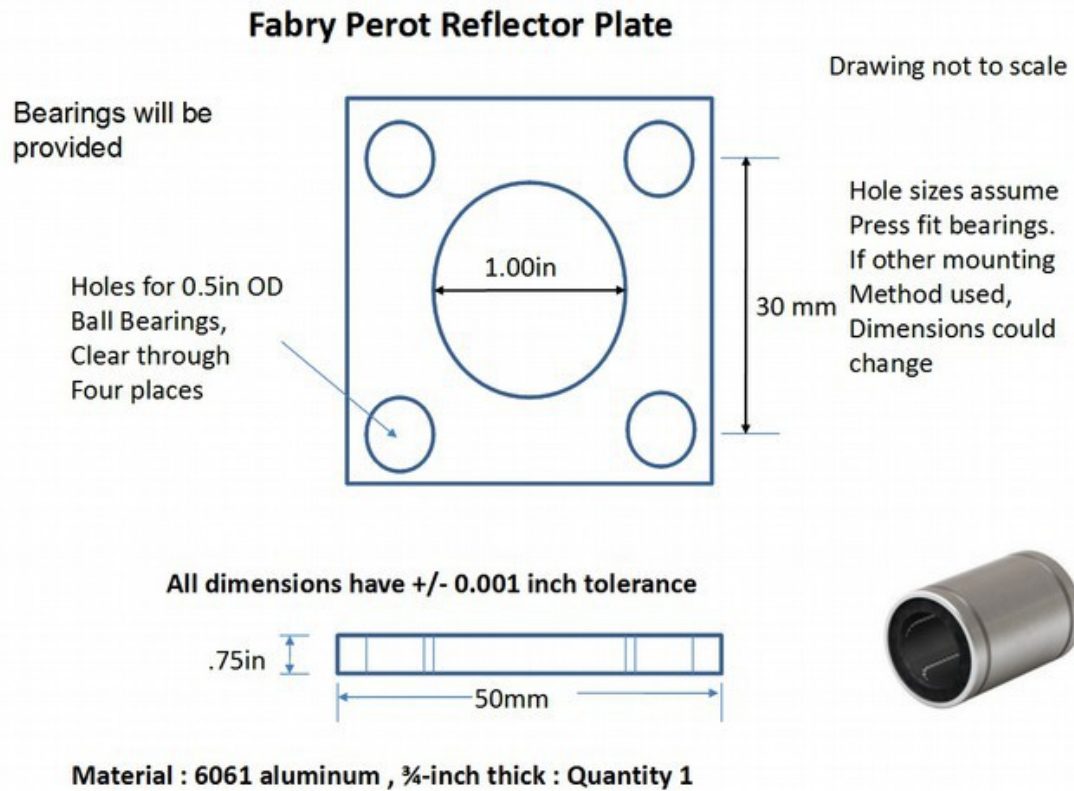 Fabry Perot Reflector Plate
Drawing not to scale
Bearings will be
provided
Hole sizes assume
Press fit bearings.
If other mounting
Method used,
Dimensions could
change
1.00in
30 mm
Holes for 0.5in OD
Ball Bearings,
Clear through
Four places
All dimensions have +/- 0.001 inch tolerance
.75in
50mm
Material : 6061 aluminum , ¾-inch thick : Quantity 1